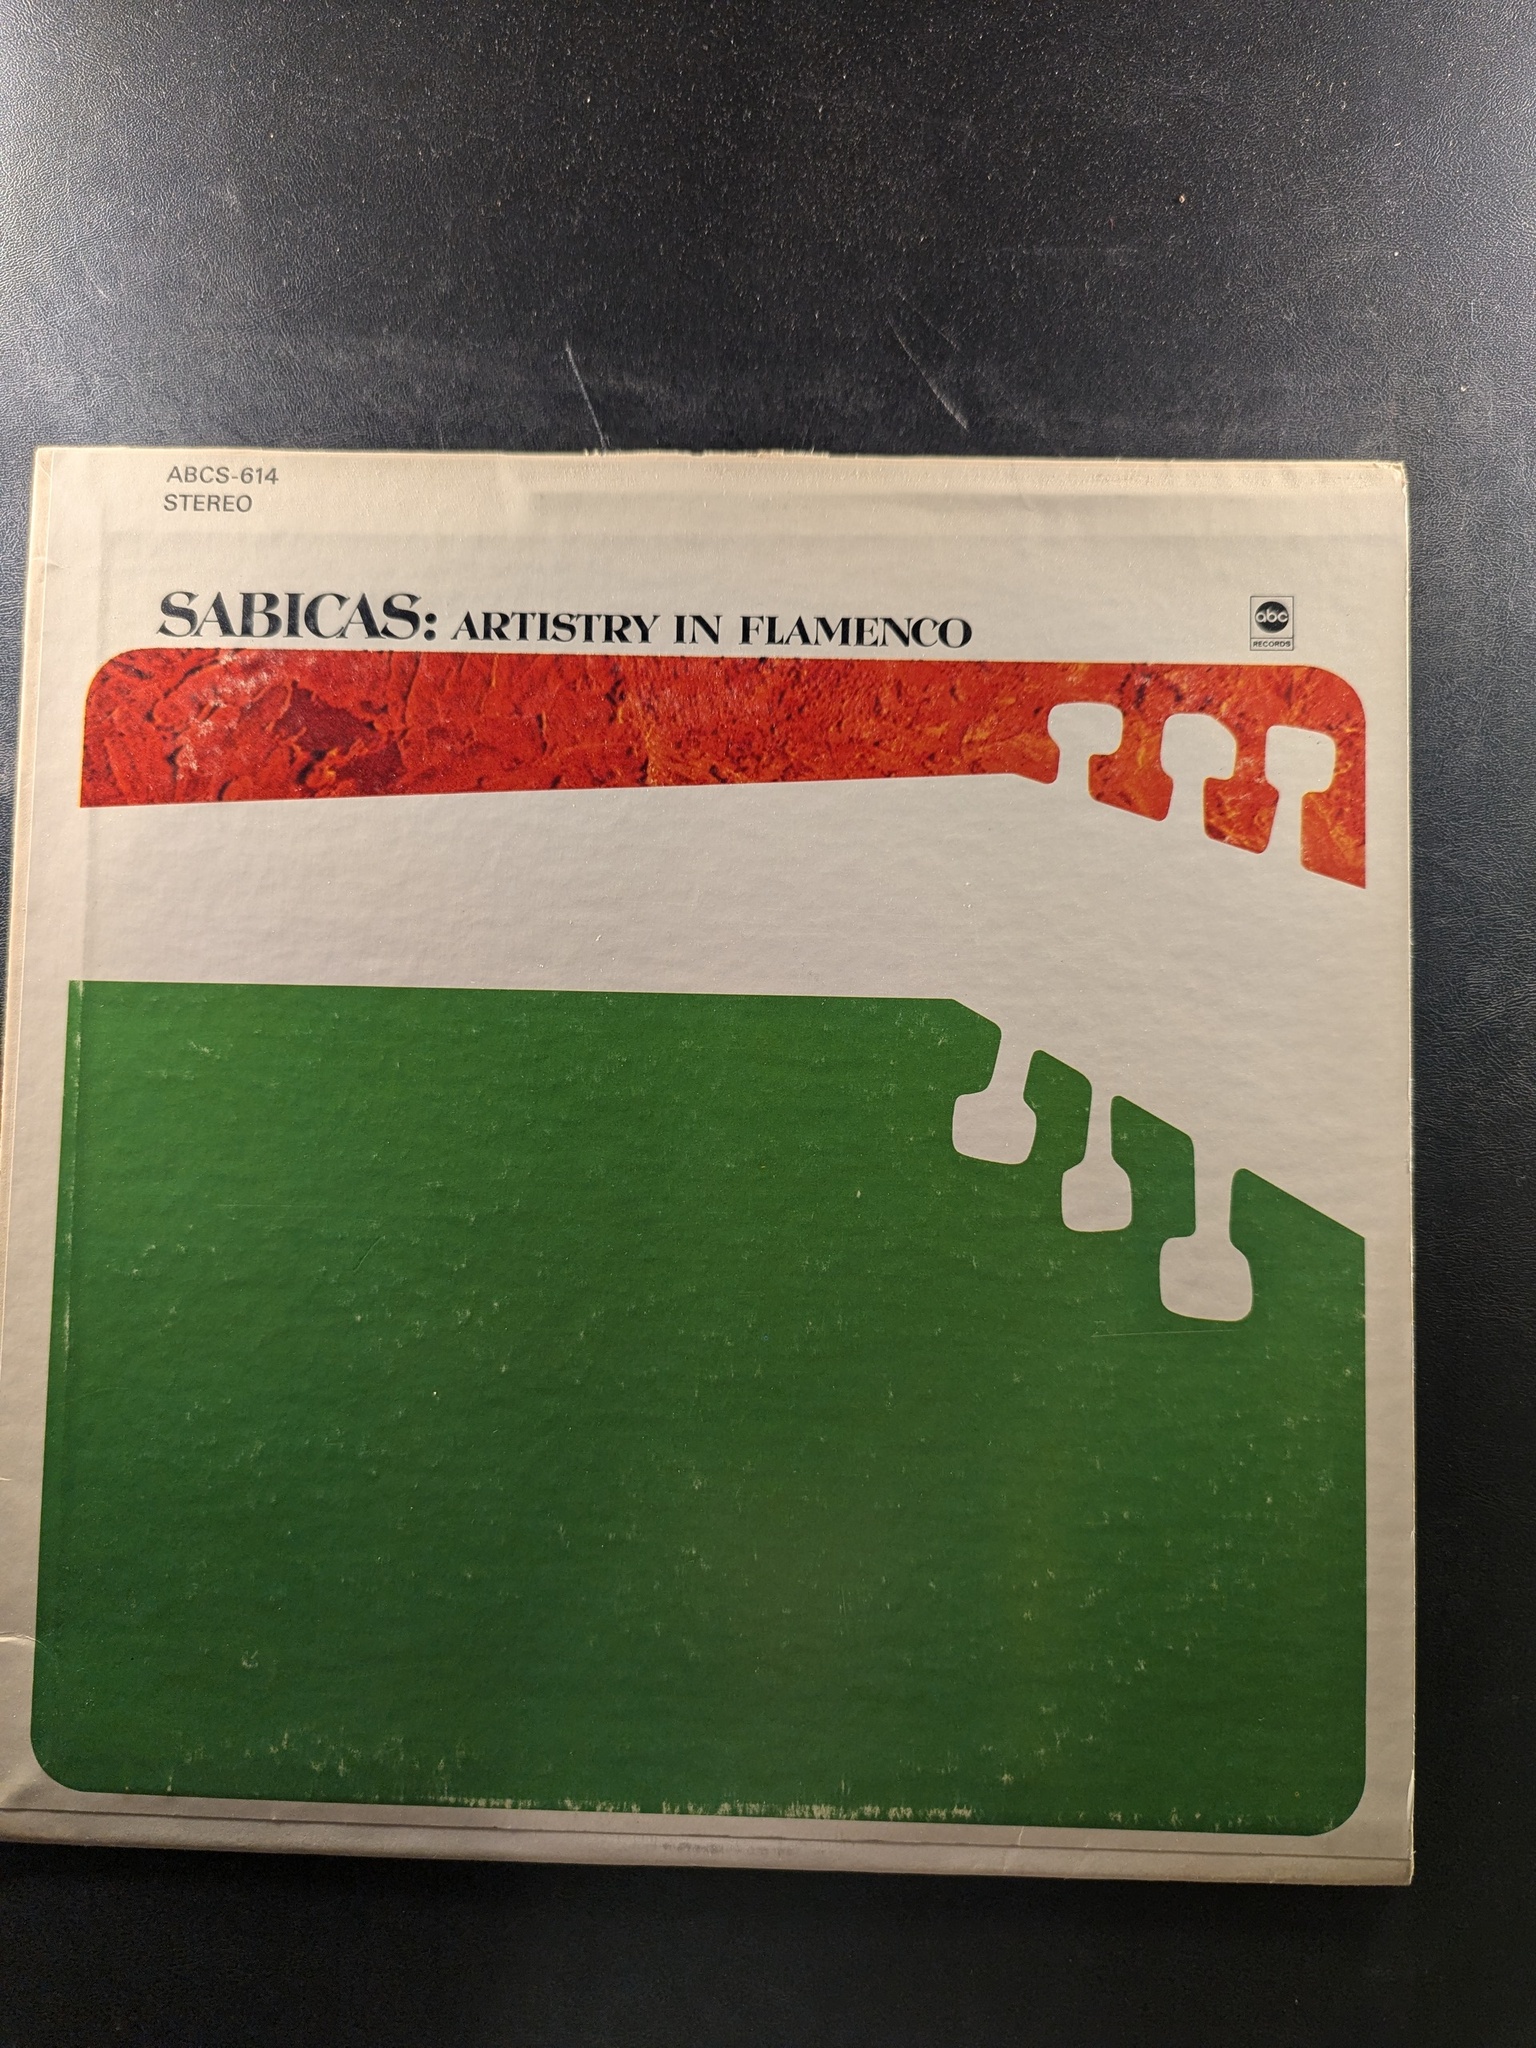 ABCS-614
STEREO
SABICAS: ARTISTRY IN FLAMENCO
abc
RECORDS